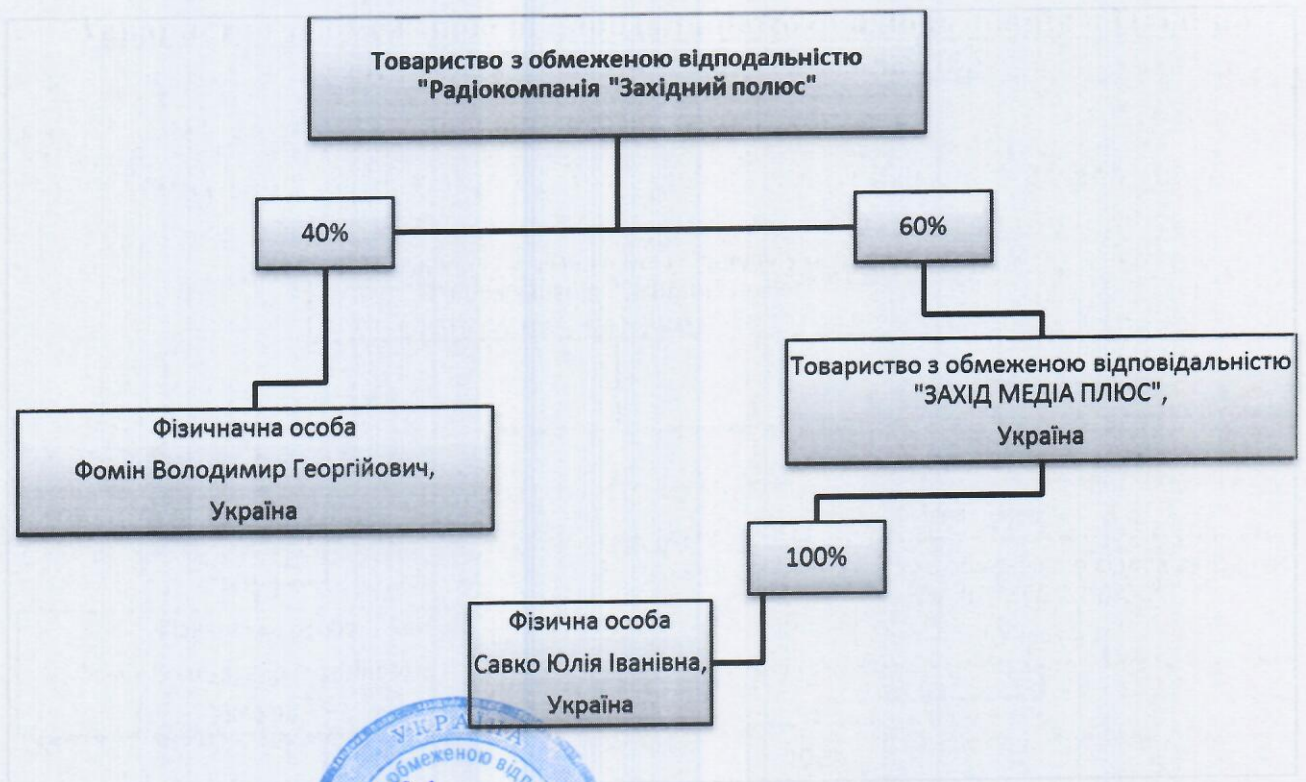 Товариство з обмеженою відподальністю
"Радіокомпанія "Західний полюс"
40%
60%
Товариство з обмеженою відповідальністю
"ЗАХІД МЕДІА ПЛЮС",
Україна
Фізичначна особа
Фомін Володимир Георгійович,
Україна
100%
Фізична особа
Савко Юлія Іванівна,
Україна
УКРАЇНА
обмеженою